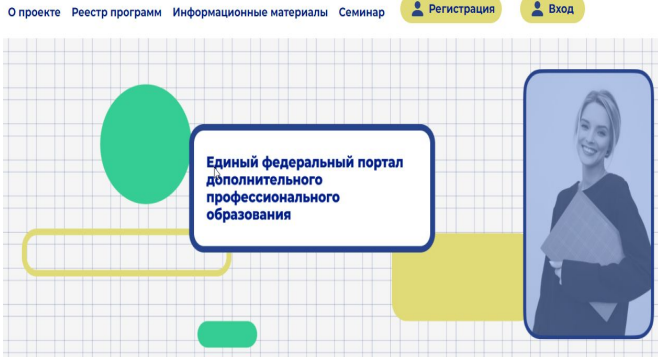 О проекте Реестр программ Информационные материалы Семинар Регистрация Вход
Единый федеральный портал
дополнительного
профессионального
образования